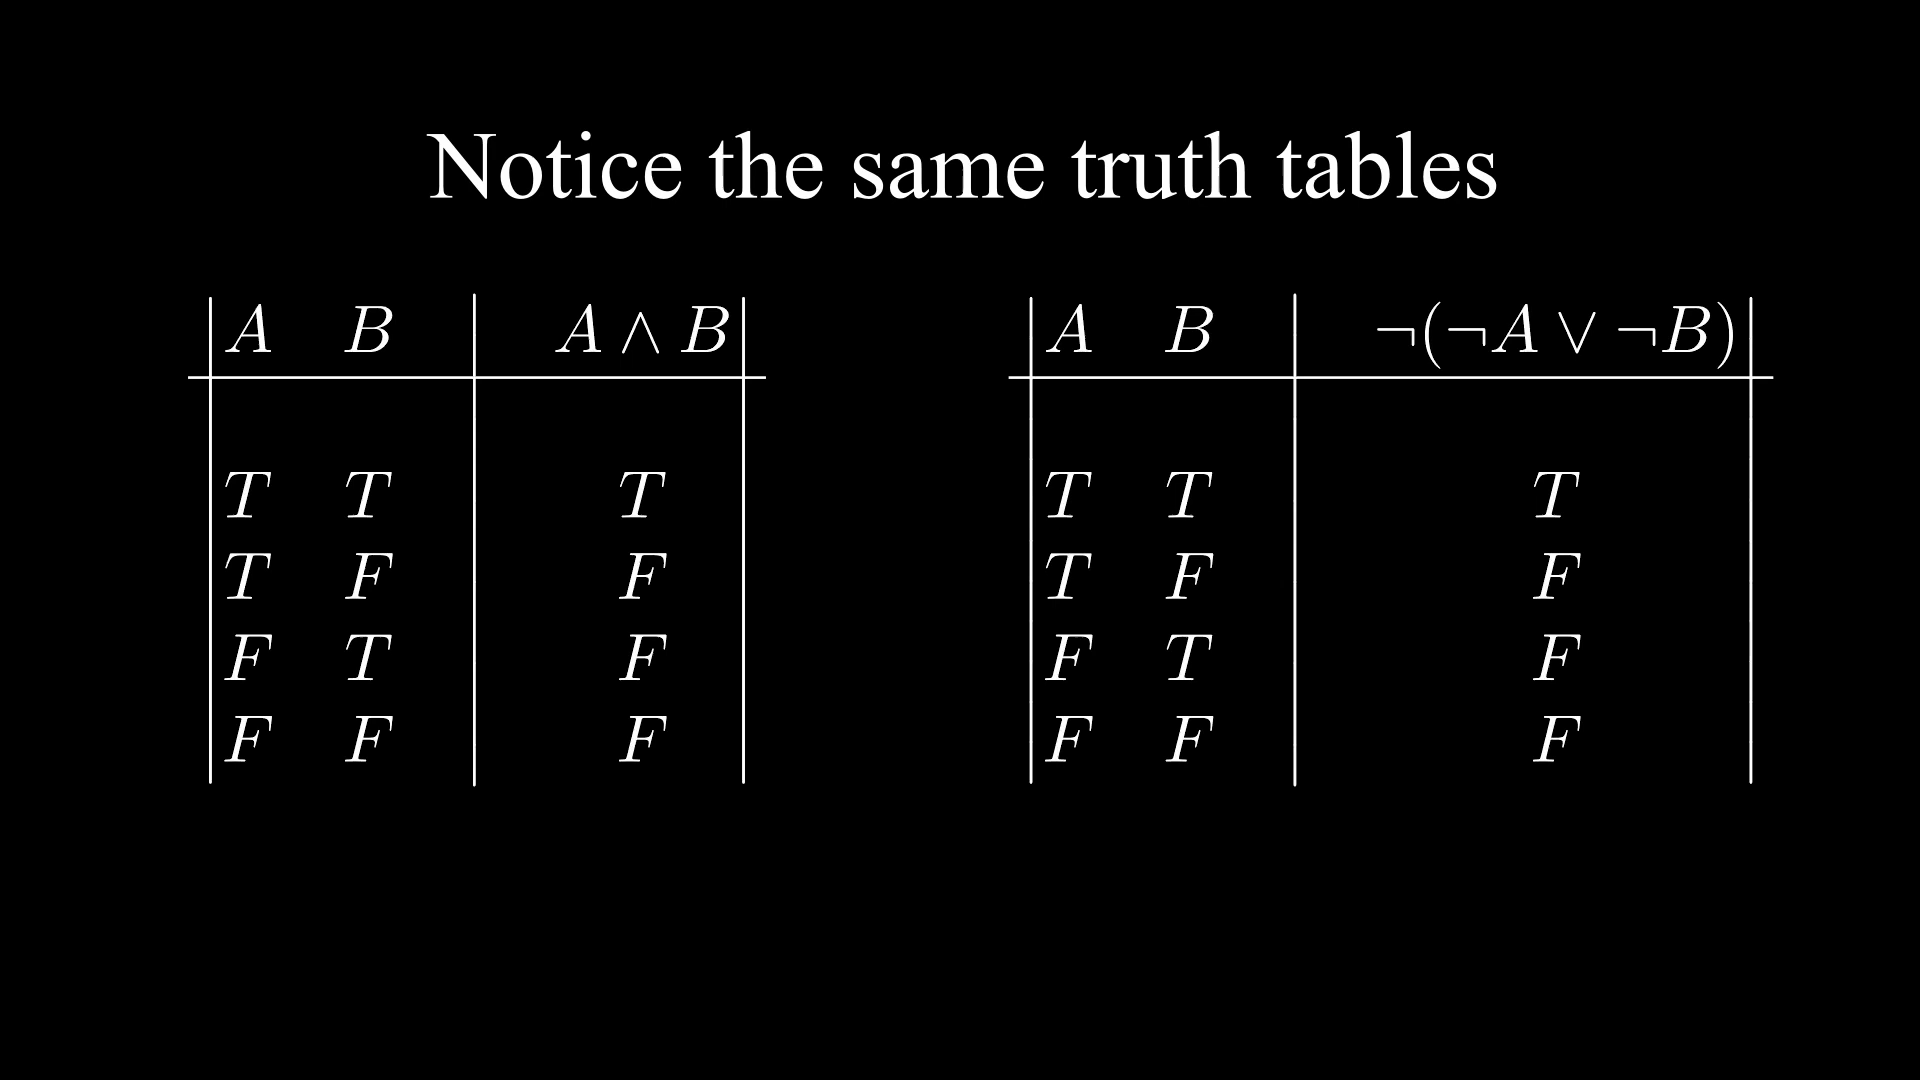 Notice the same truth tables
A B A ∧ B
T T T
T F F
F T F
F F F
A B ¬(¬A ∨ ¬B)
T T T
T F F
F T F
F F F